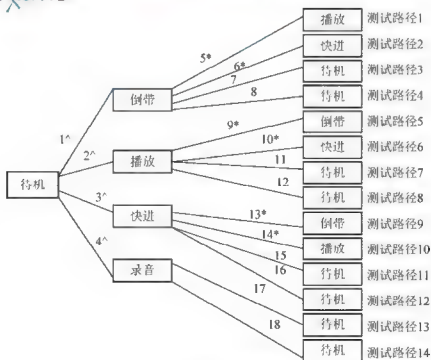 播放 测试路径1
5*
快进 测试路径2
6*
7
待机 测试路径3
倒带
8
待机 测试路径4
9*
倒带 测试路径5
1^
10*
快进 测试路径6
2^
播放
11
待机 测试路径7
待机
12
待机 测试路径8
3^
13*
倒带 测试路径9
快进
14*
播放 测试路径10
4^
15
16
待机 测试路径11
录音
17
待机 测试路径12
18
待机 测试路径13
待机 测试路径14